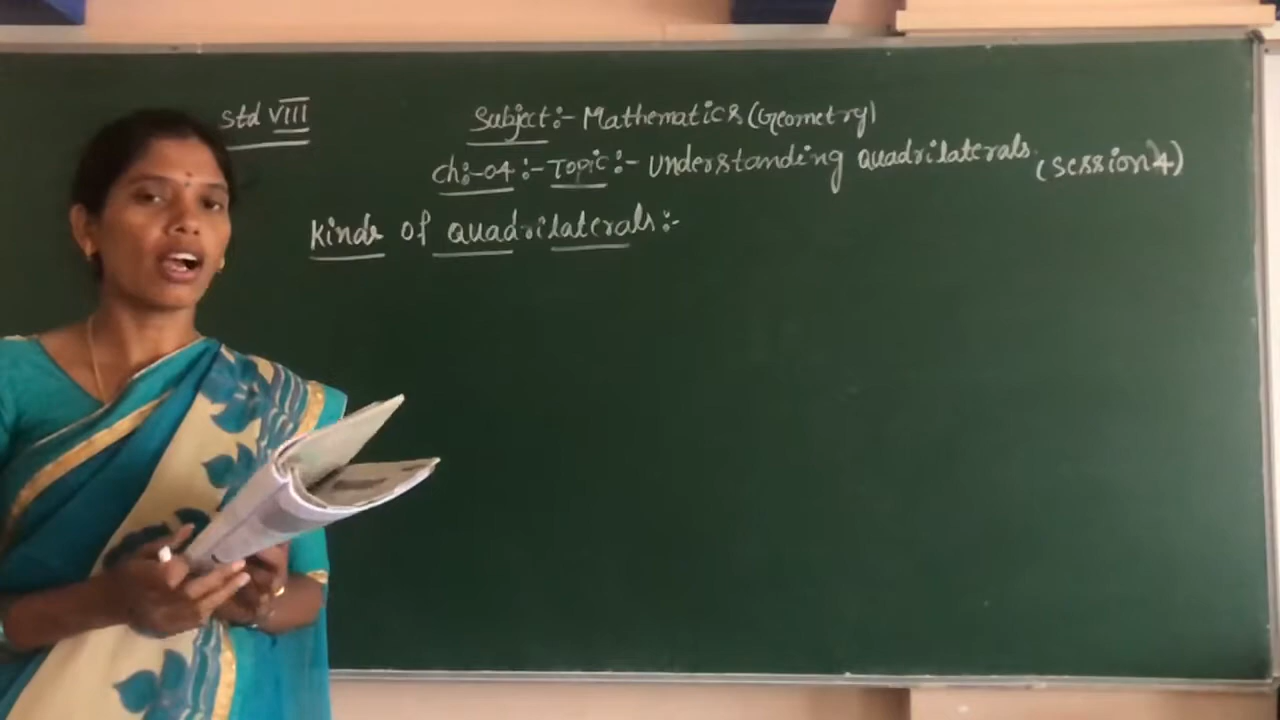 Std VIII
Subject:- Mathematics (Geometry)
Ch:-04:- Topic:- Understanding Quadrilaterals. (Session 4)
Kinds of Quadrilaterals:-